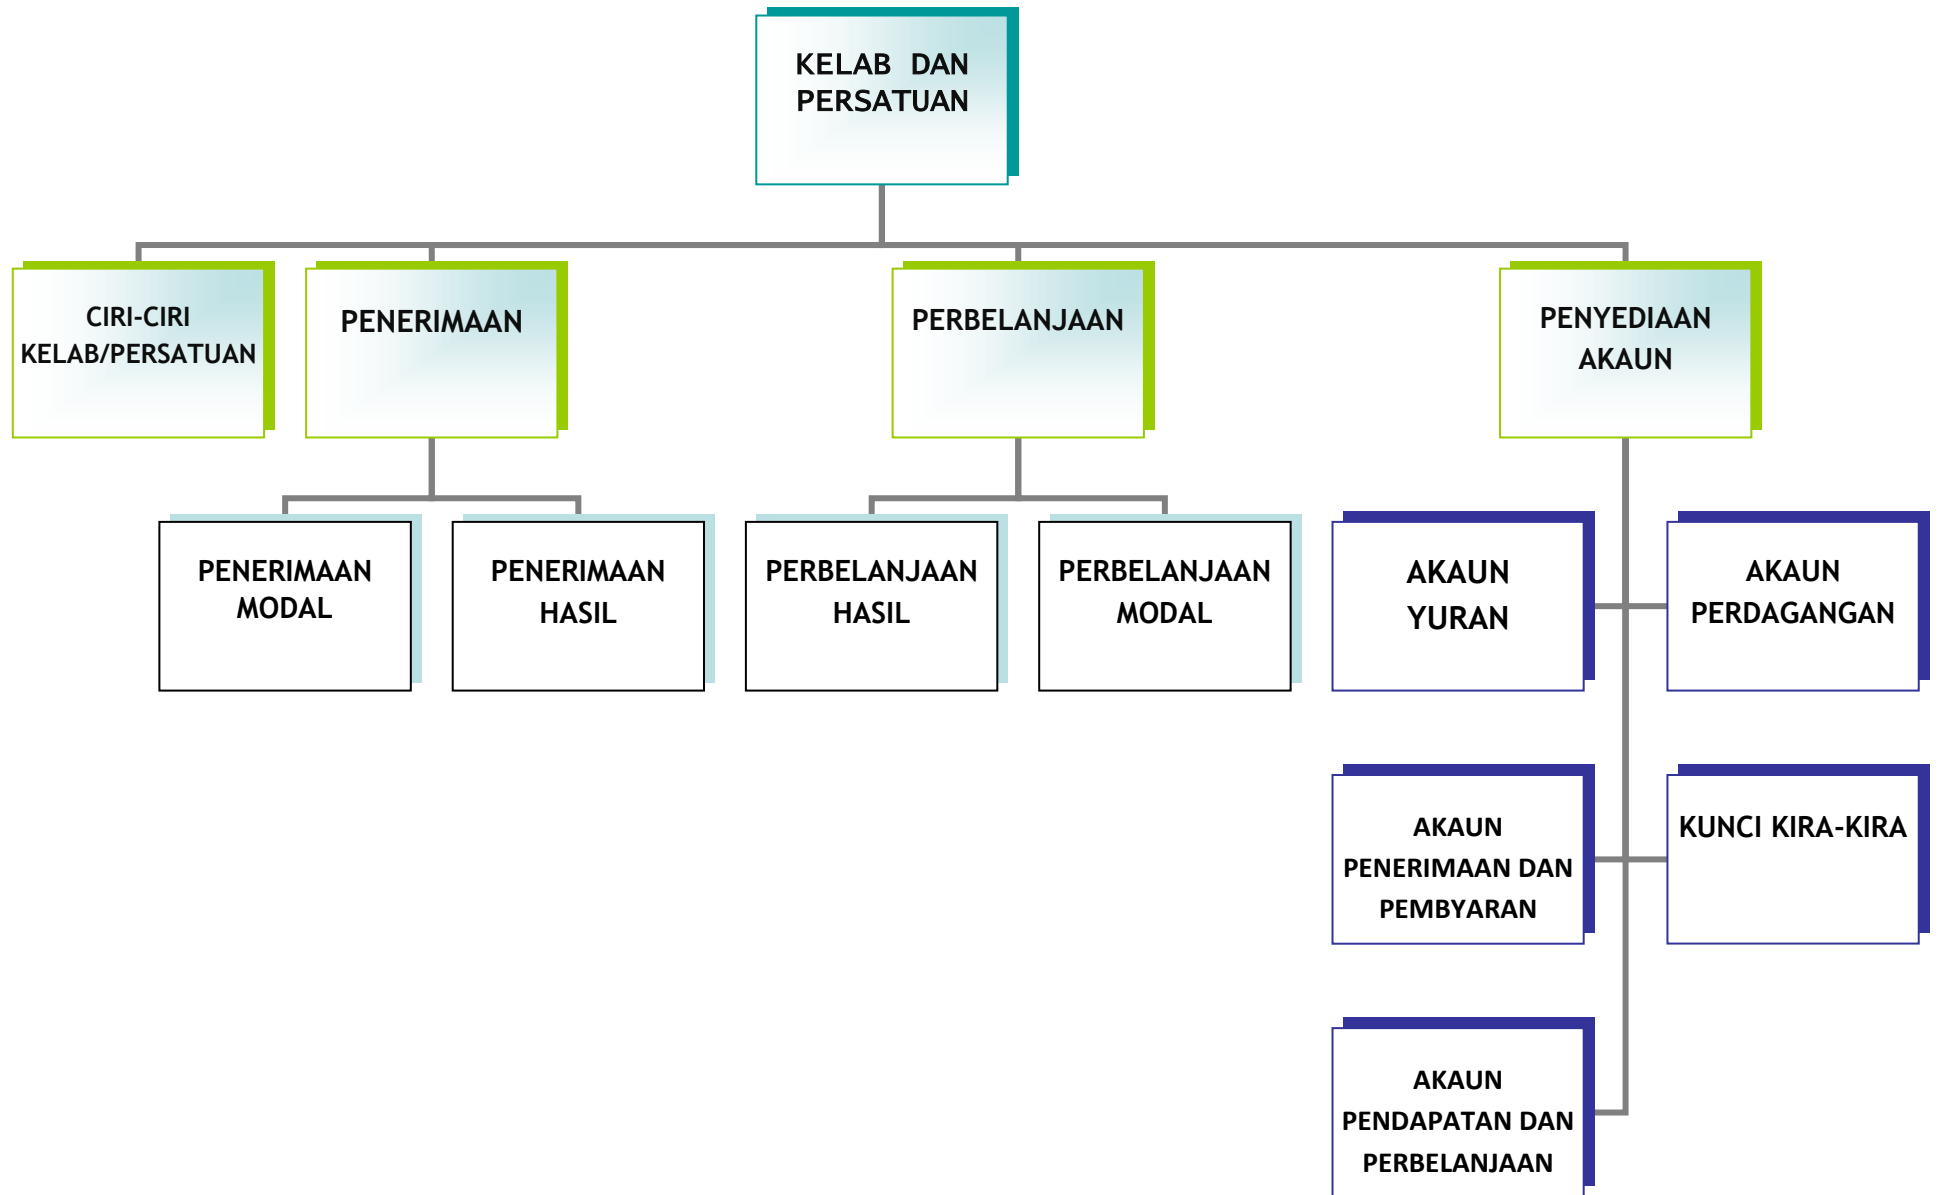 KELAB DAN
PERSATUAN
CIRI-CIRI
KELAB/PERSATUAN
PENERIMAAN
PERBELANJAAN
PENYEDIAAN
AKAUN
PENERIMAAN
MODAL
PENERIMAAN
HASIL
PERBELANJAAN
HASIL
PERBELANJAAN
MODAL
AKAUN
YURAN
AKAUN
PERDAGANGAN
AKAUN
PENERIMAAN DAN
PEMBYARAN
KUNCI KIRA-KIRA
AKAUN
PENDAPATAN DAN
PERBELANJAAN